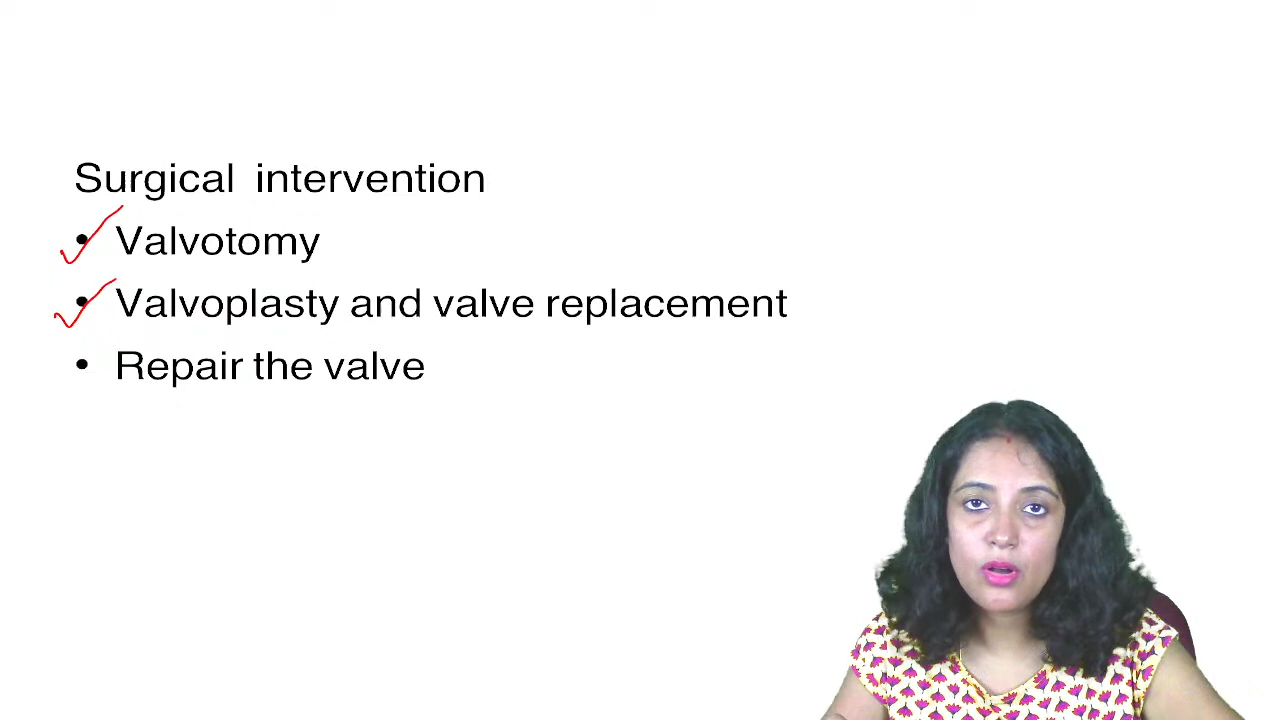 Surgical intervention
• Valvotomy
• Valvoplasty and valve replacement
• Repair the valve